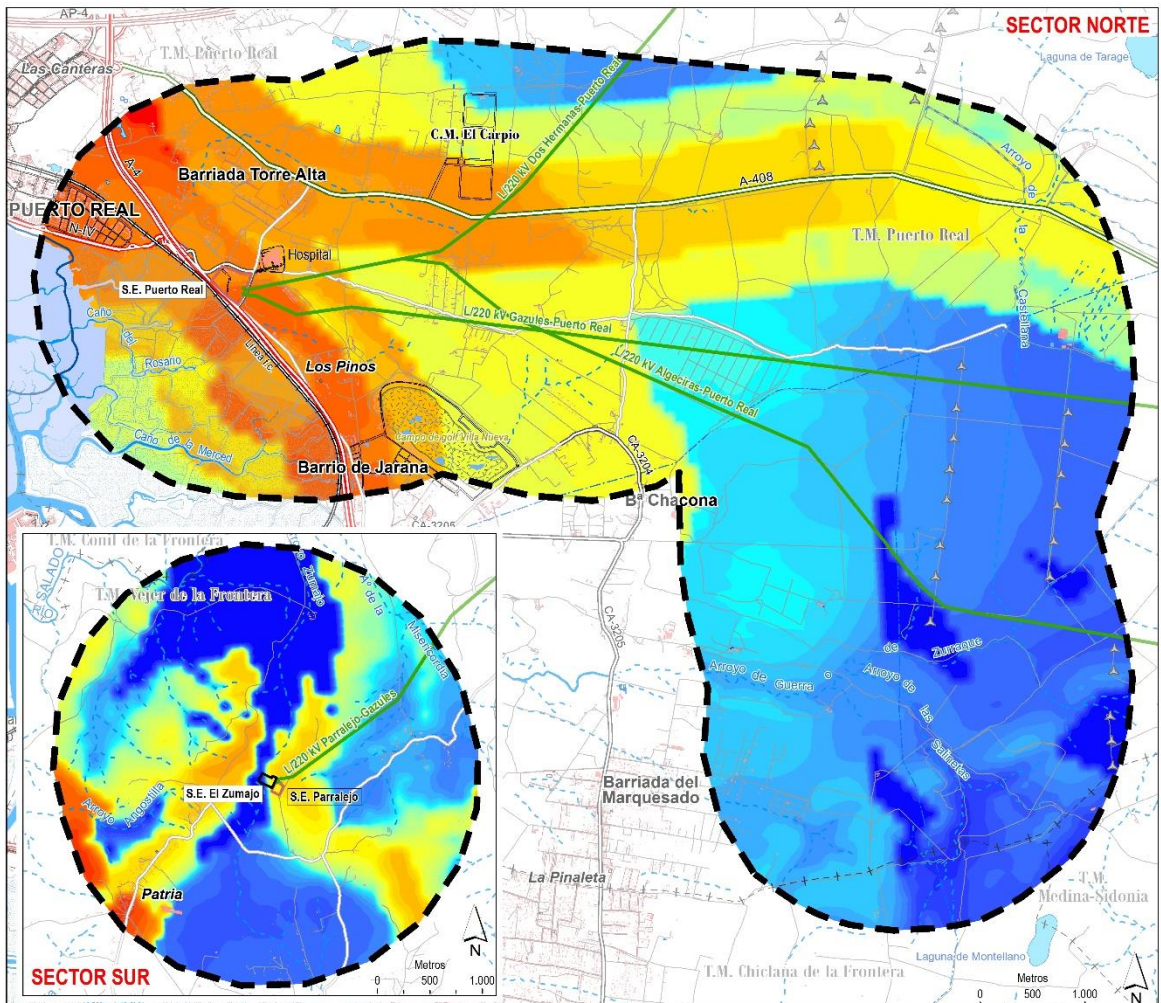 AP-4
SECTOR NORTE
T.M. Puerto Real
Las Canteras
Laguna de Tarage
C.M. El Carpio
L/220 kV Dos Hermanas-Puerto Real
A-4
Barriada Torre Alta
A-408
Arroyo de la Castellana
PUERTO REAL
N-IV
T.M. Puerto Real
Hospital
S.E. Puerto Real
L/220 kV Gazules-Puerto Real
L/220 kV Algeciras-Puerto Real
Caño del Rosario
Línea f.c.
Los Pinos
Caño de la Merced
Campo de golf Villa Nueva
Barrio de Jarana
CA-3204
Bª Chacona
CA-3205
CA-3205
Arroyo de Guerra o de Zurraque
Arroyo de las Salinetas
Barriada del
Marquesado
La Pinaleta
T.M.
Medina-Sidonia
Laguna de Montellano
T.M. Chiclana de la Frontera
Metros
0 500 1.000
N
T.M. Conil de la Frontera
RÍO SALADO
T.M. Vejer de la Frontera
Arroyo Zumajo
Aº de la Misericordia
L/220 kV Parralejo-Gazules
S.E. El Zumajo
S.E. Parralejo
Arroyo Angostilla
Patria
SECTOR SUR
Metros
0 500 1.000
N